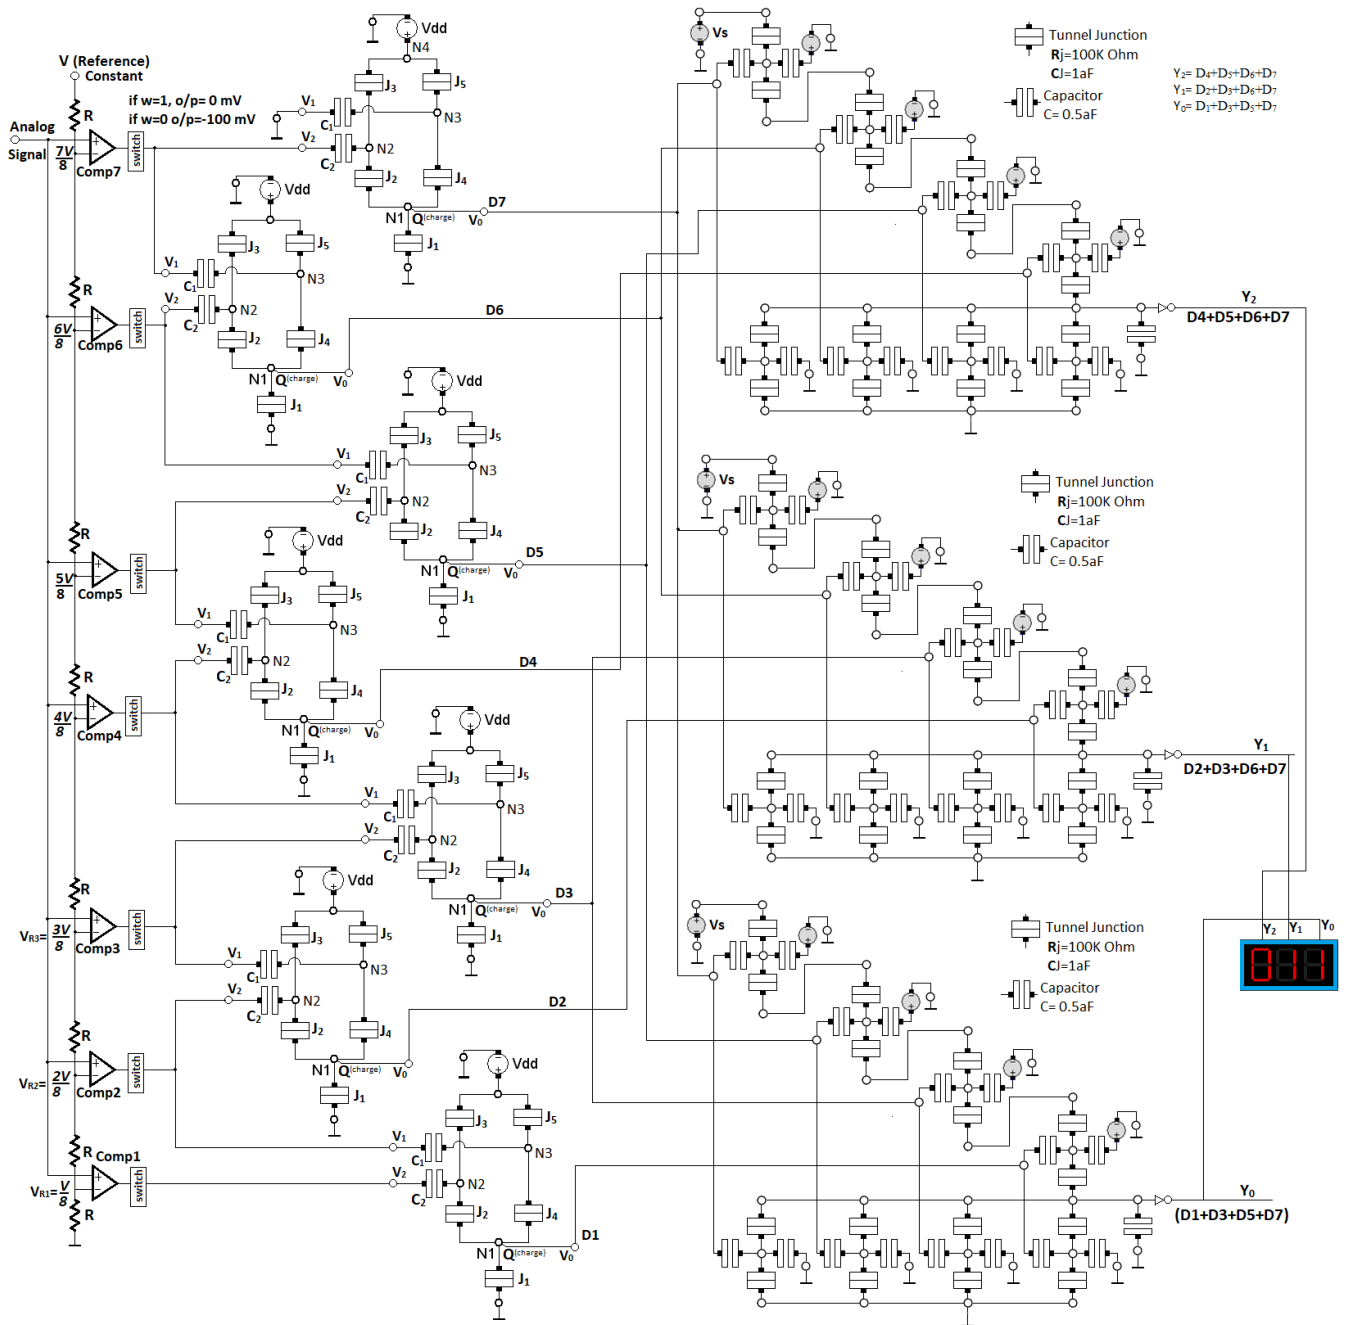 V (Reference)
Constant
if w=1, o/p= 0 mV
if w=0 o/p=-100 mV
Analog
Signal
R
7V/8
Comp7
switch
V₁
C₁
V₂
C₂
Vdd
N4
J₃
J₅
N3
N2
J₂
J₄
N1
Q(charge)
V₀
D7
J₁
R
6V/8
Comp6
switch
V₁
C₁
V₂
C₂
Vdd
J₃
J₅
N3
N2
J₂
J₄
N1
Q(charge)
V₀
D6
J₁
R
5V/8
Comp5
switch
V₁
C₁
V₂
C₂
Vdd
J₃
J₅
N3
N2
J₂
J₄
N1
Q(charge)
V₀
D5
J₁
R
4V/8
Comp4
switch
V₁
C₁
V₂
C₂
Vdd
J₃
J₅
N3
N2
J₂
J₄
N1
Q(charge)
V₀
D4
J₁
R
V_R3= 3V/8
Comp3
switch
V₁
C₁
V₂
C₂
Vdd
J₃
J₅
N3
N2
J₂
J₄
N1
Q(charge)
V₀
D3
J₁
R
V_R2= 2V/8
Comp2
switch
V₁
C₁
V₂
C₂
Vdd
J₃
J₅
N3
N2
J₂
J₄
N1
Q(charge)
V₀
D2
J₁
R
Comp1
V_R1= V/8
R
switch
V₁
C₁
V₂
C₂
Vdd
J₃
J₅
N3
N2
J₂
J₄
N1
Q(charge)
V₀
D1
J₁
Vs
Tunnel Junction
Rj=100K Ohm
CJ=1aF
Capacitor
C= 0.5aF
Y₂= D₄+D₅+D₆+D₇
Y₁= D₂+D₃+D₆+D₇
Y₀= D₁+D₃+D₅+D₇
Y₂
D4+D5+D6+D7
Vs
Tunnel Junction
Rj=100K Ohm
CJ=1aF
Capacitor
C= 0.5aF
Y₁
D2+D3+D6+D7
Vs
Tunnel Junction
Rj=100K Ohm
CJ=1aF
Capacitor
C= 0.5aF
Y₂ Y₁ Y₀
011
Y₀
(D1+D3+D5+D7)